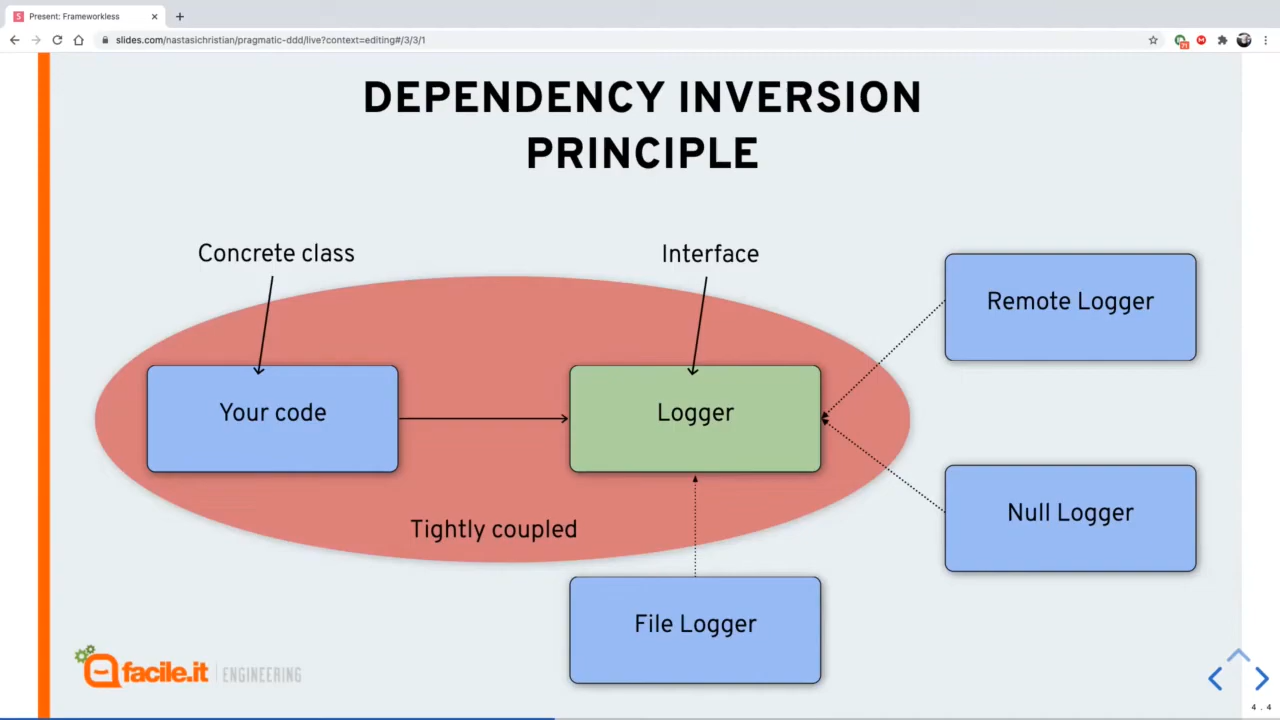 Present: Frameworkless
slides.com/nastasichristian/pragmatic-ddd/live?context=editing#/3/3/1
DEPENDENCY INVERSION
PRINCIPLE
Concrete class
Interface
Remote Logger
Your code
Logger
Null Logger
Tightly coupled
File Logger
facile.it
ENGINEERING
4 . 4